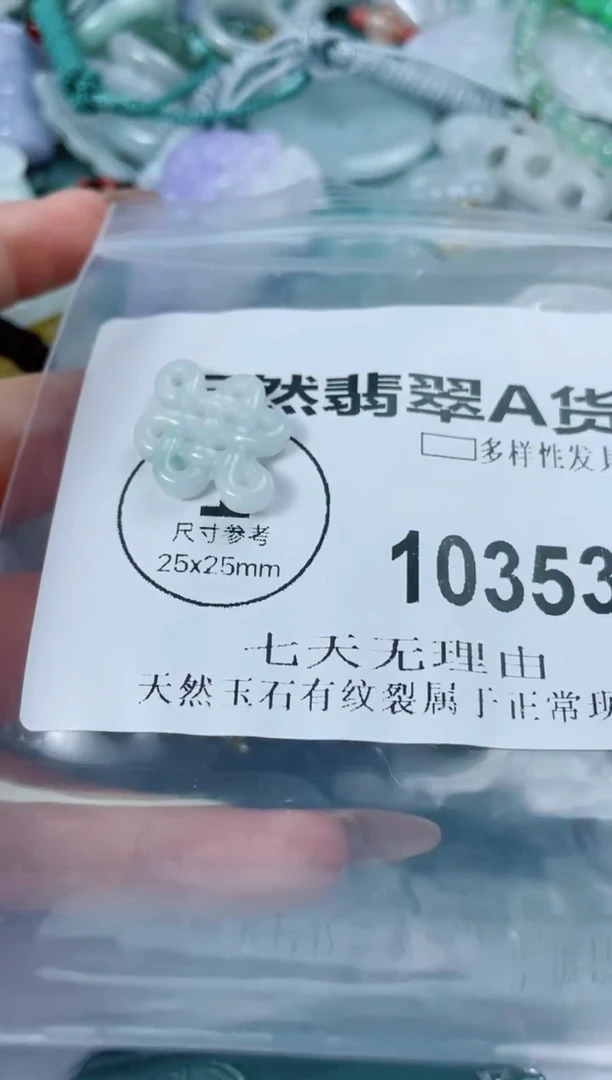 然翡翠A货
多样性发
尺寸参考
25x25mm
10353
七天无理由
天然玉石有纹裂属于正常现